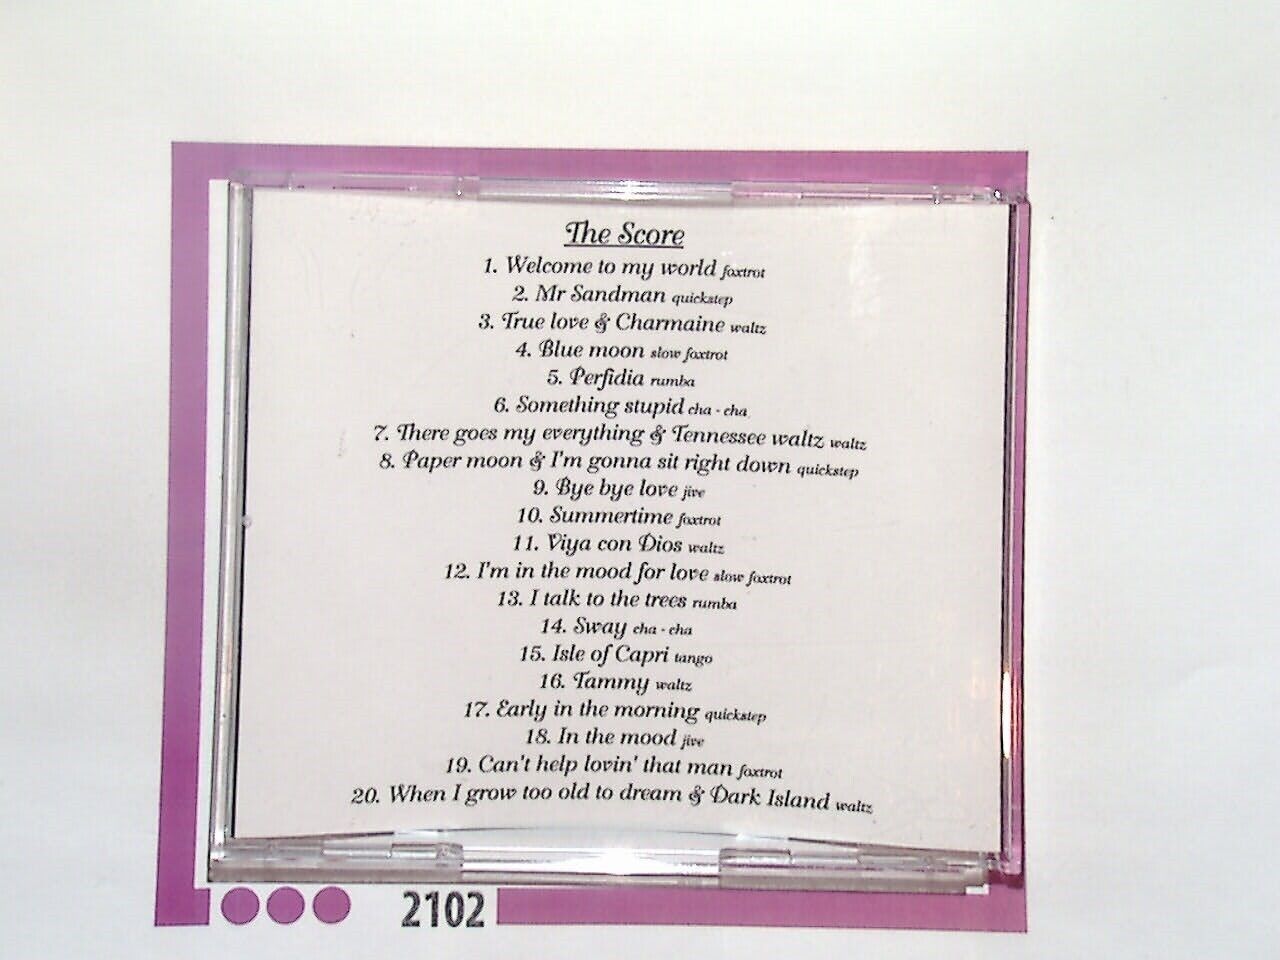 The Score
1. Welcome to my world foxtrot
2. Mr Sandman quickstep
3. True love & Charmaine waltz
4. Blue moon slow foxtrot
5. Perfidia rumba
6. Something stupid cha - cha
7. There goes my everything & Tennessee waltz waltz
8. Paper moon & I'm gonna sit right down quickstep
9. Bye bye love jive
10. Summertime foxtrot
11. Viya con Dios waltz
12. I'm in the mood for love slow foxtrot
13. I talk to the trees rumba
14. Sway cha - cha
15. Isle of Capri tango
16. Tammy waltz
17. Early in the morning quickstep
18. In the mood jive
19. Can't help lovin' that man foxtrot
20. When I grow too old to dream & Dark Island waltz
2102